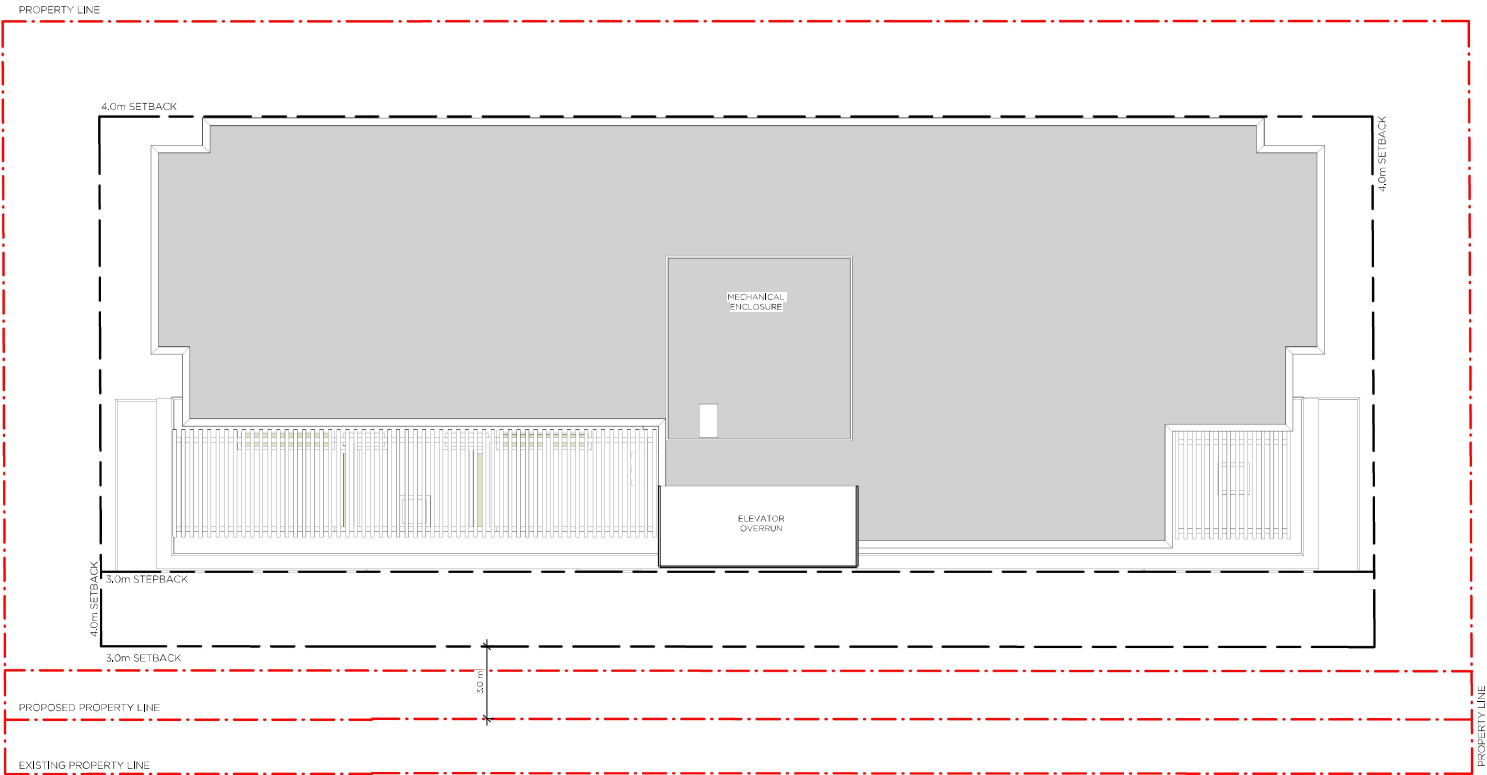 PROPERTY LINE
4.0m SETBACK
4.0m SETBACK
MECHANICAL
ENCLOSURE
ELEVATOR
OVERRUN
3.0m STEPBACK
4.0m SETBACK
3.0m SETBACK
3.0 m
PROPOSED PROPERTY LINE
PROPERTY LINE
EXISTING PROPERTY LINE